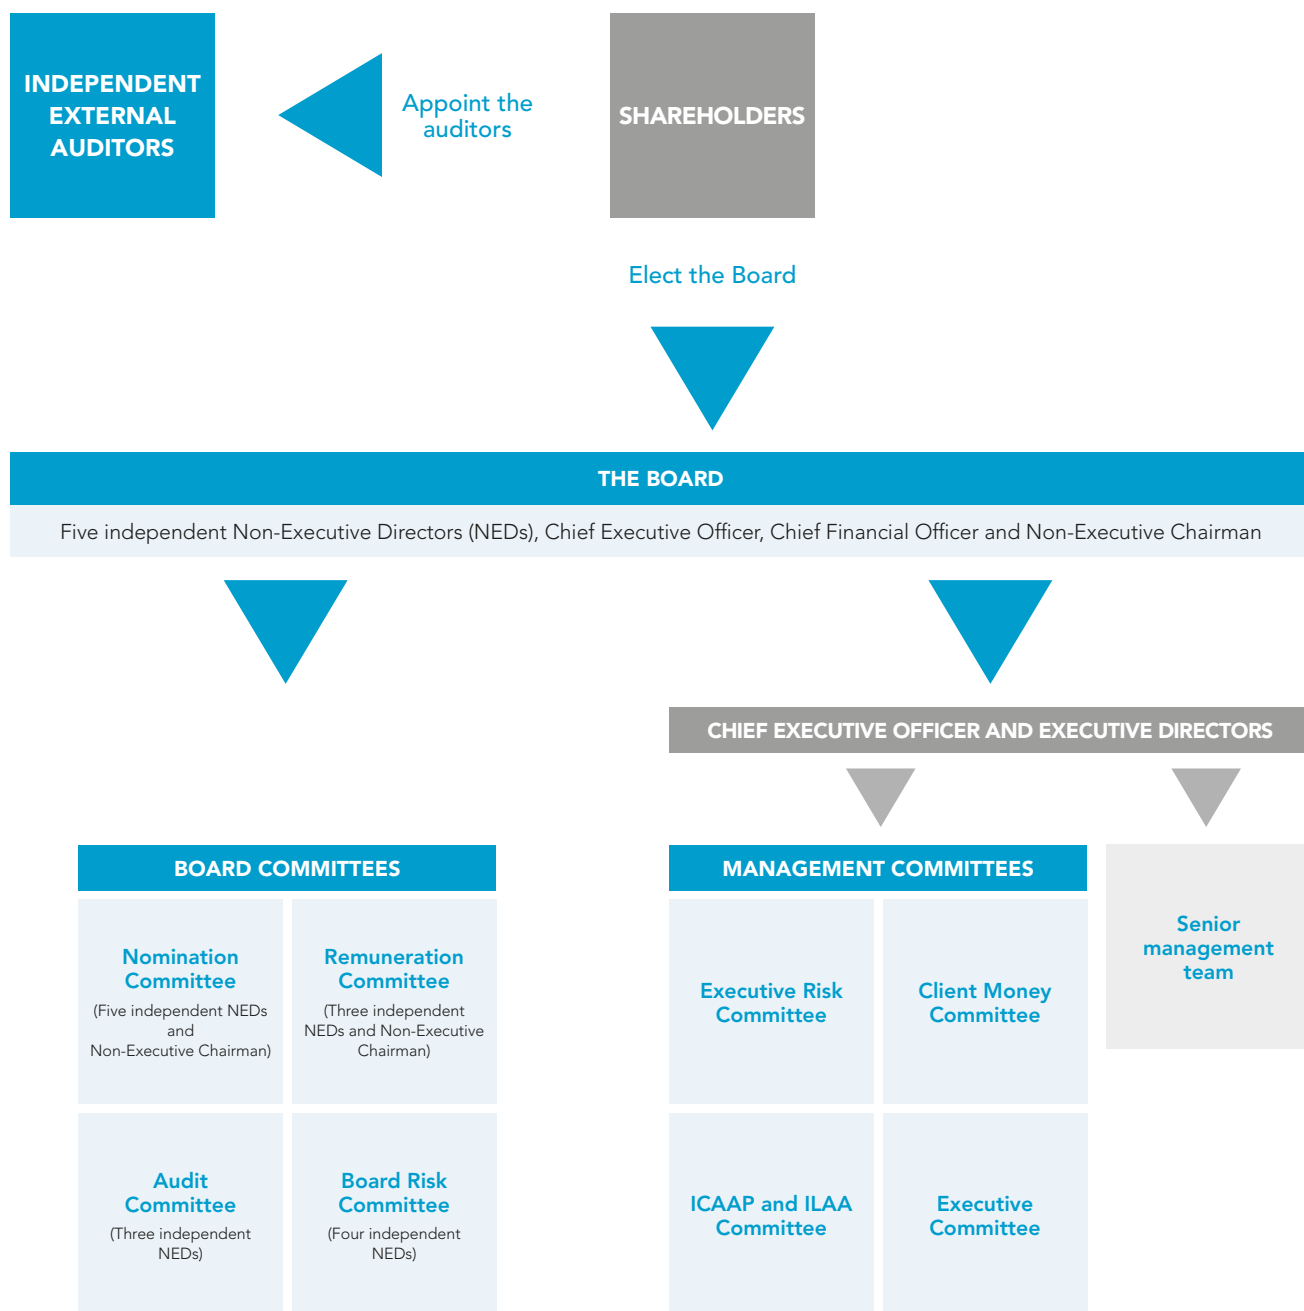 INDEPENDENT
EXTERNAL
AUDITORS
Appoint the
auditors
SHAREHOLDERS
Elect the Board
THE BOARD
Five independent Non-Executive Directors (NEDs), Chief Executive Officer, Chief Financial Officer and Non-Executive Chairman
CHIEF EXECUTIVE OFFICER AND EXECUTIVE DIRECTORS
BOARD COMMITTEES
Nomination
Committee
(Five independent NEDs
and
Non-Executive Chairman)
Remuneration
Committee
(Three independent
NEDs and Non-Executive
Chairman)
Audit
Committee
(Three independent
NEDs)
Board Risk
Committee
(Four independent
NEDs)
MANAGEMENT COMMITTEES
Executive Risk
Committee
Client Money
Committee
ICAAP and ILAA
Committee
Executive
Committee
Senior
management
team